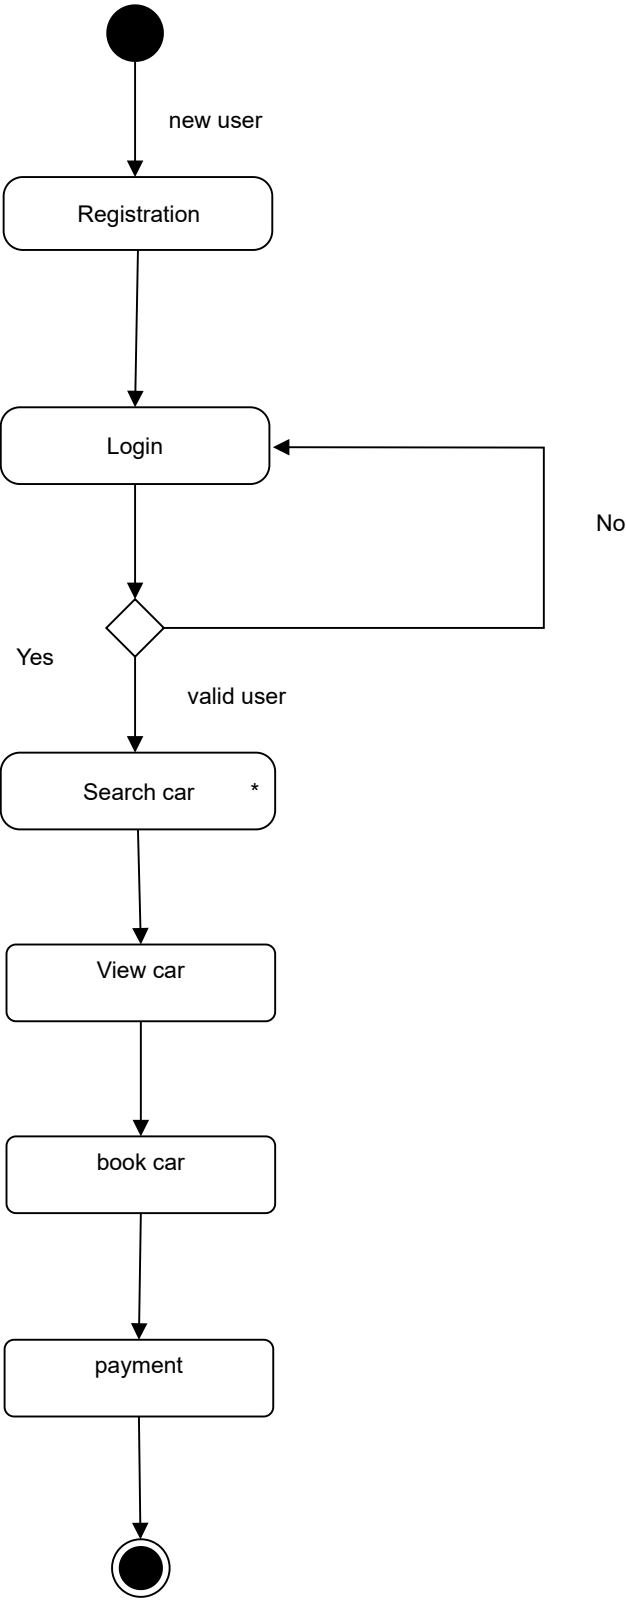 new user
Registration
Login
No
Yes
valid user
Search car *
View car
book car
payment